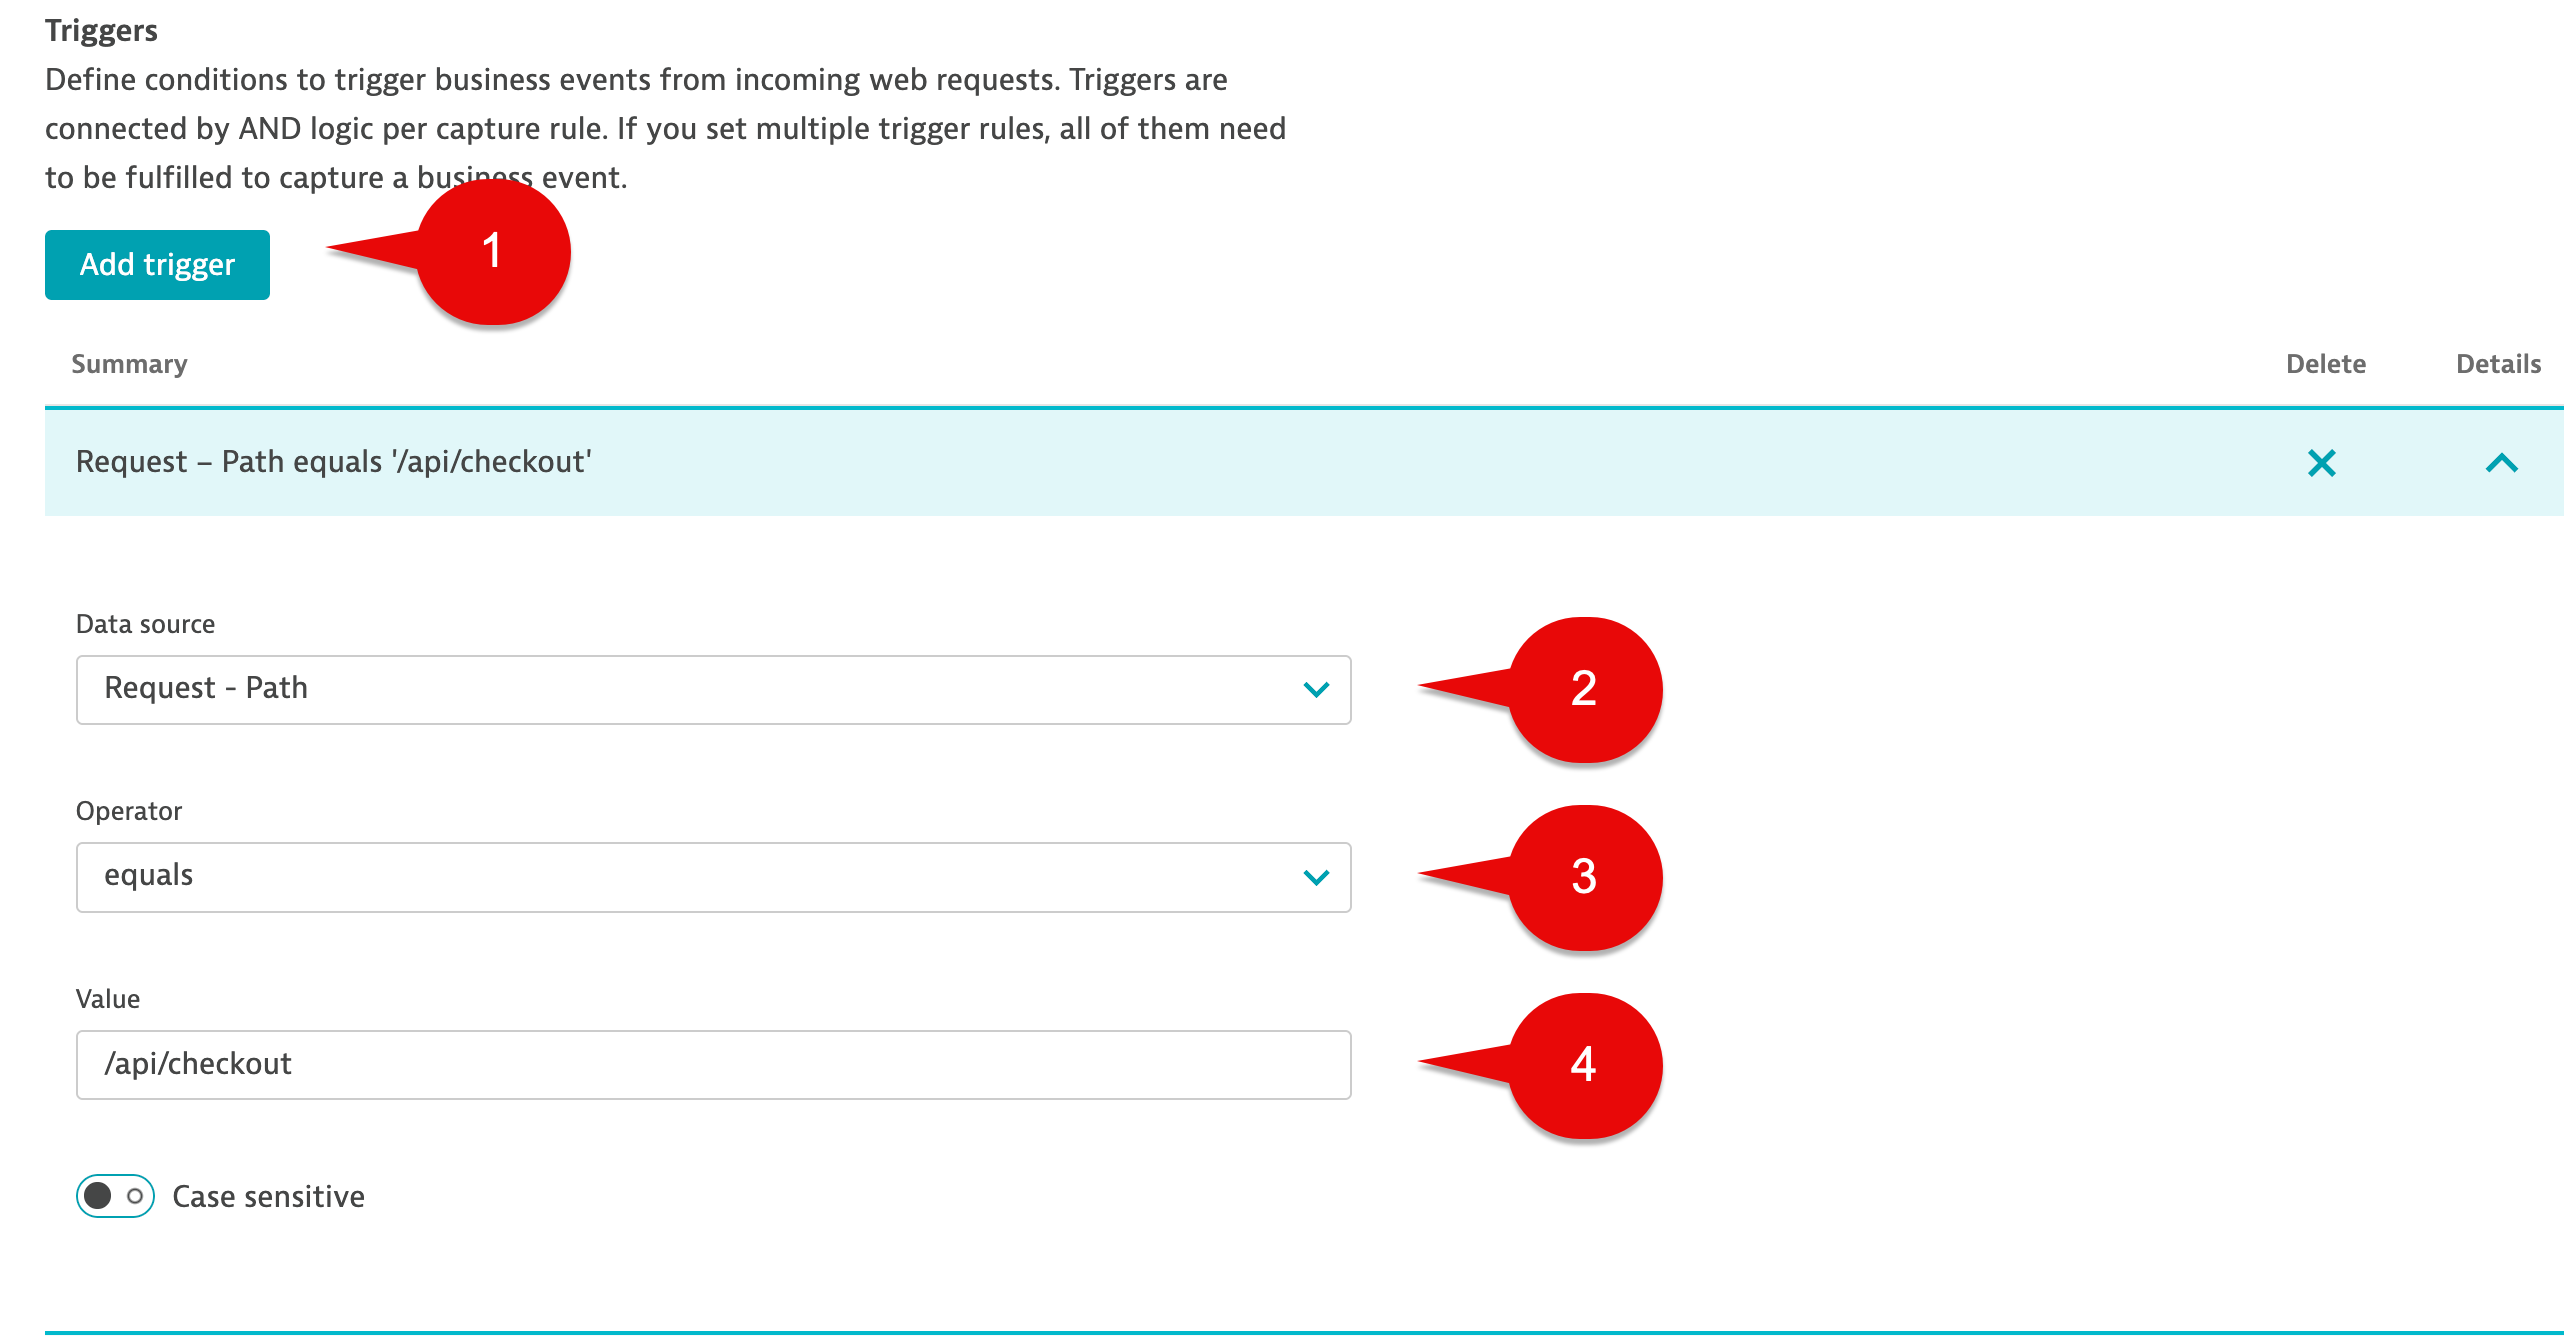 Triggers
Define conditions to trigger business events from incoming web requests. Triggers are
connected by AND logic per capture rule. If you set multiple trigger rules, all of them need
to be fulfilled to capture a business event.
Add trigger
1
Summary Delete Details
Request – Path equals '/api/checkout'
Data source
Request - Path
2
Operator
equals
3
Value
/api/checkout
4
Case sensitive